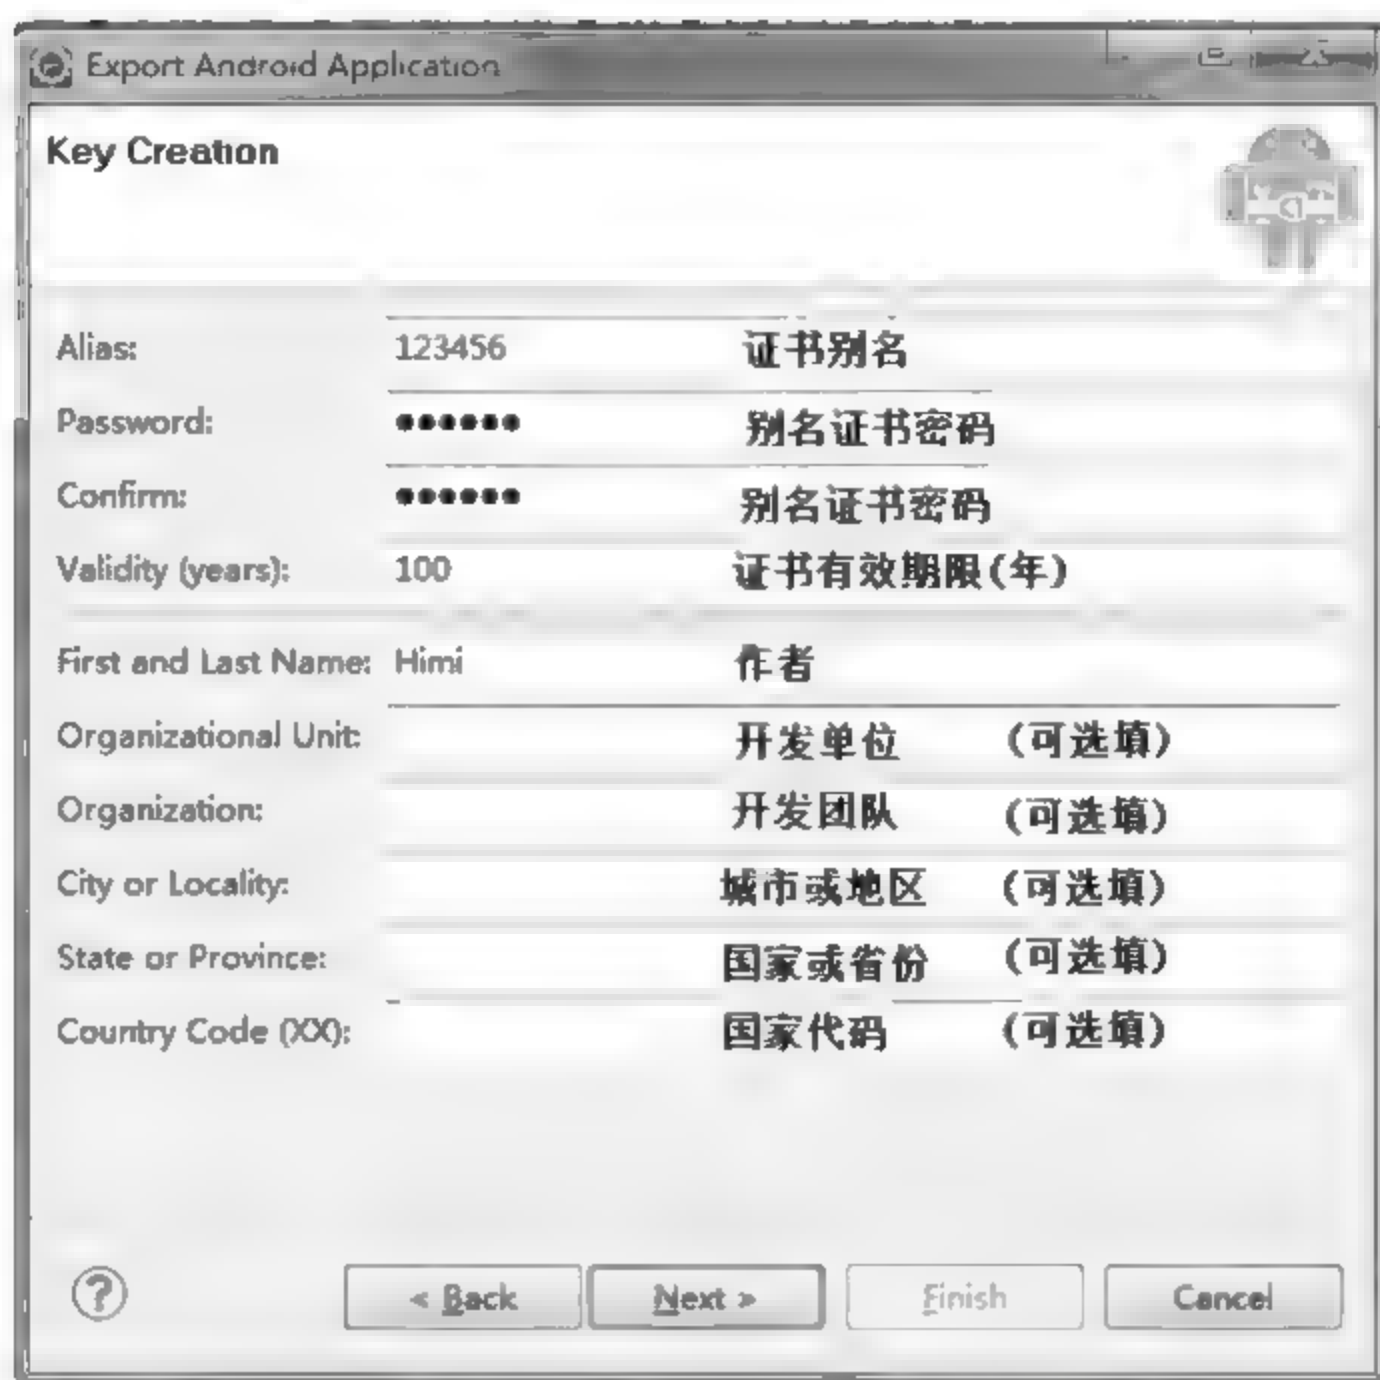 Export Android Application
Key Creation
Alias: 123456 证书别名
Password: ●●●●●● 别名证书密码
Confirm: ●●●●●● 别名证书密码
Validity (years): 100 证书有效期限(年)
First and Last Name: Himi 作者
Organizational Unit: 开发单位 (可选填)
Organization: 开发团队 (可选填)
City or Locality: 城市或地区 (可选填)
State or Province: 国家或省份 (可选填)
Country Code (XX): 国家代码 (可选填)
? < Back Next > Finish Cancel